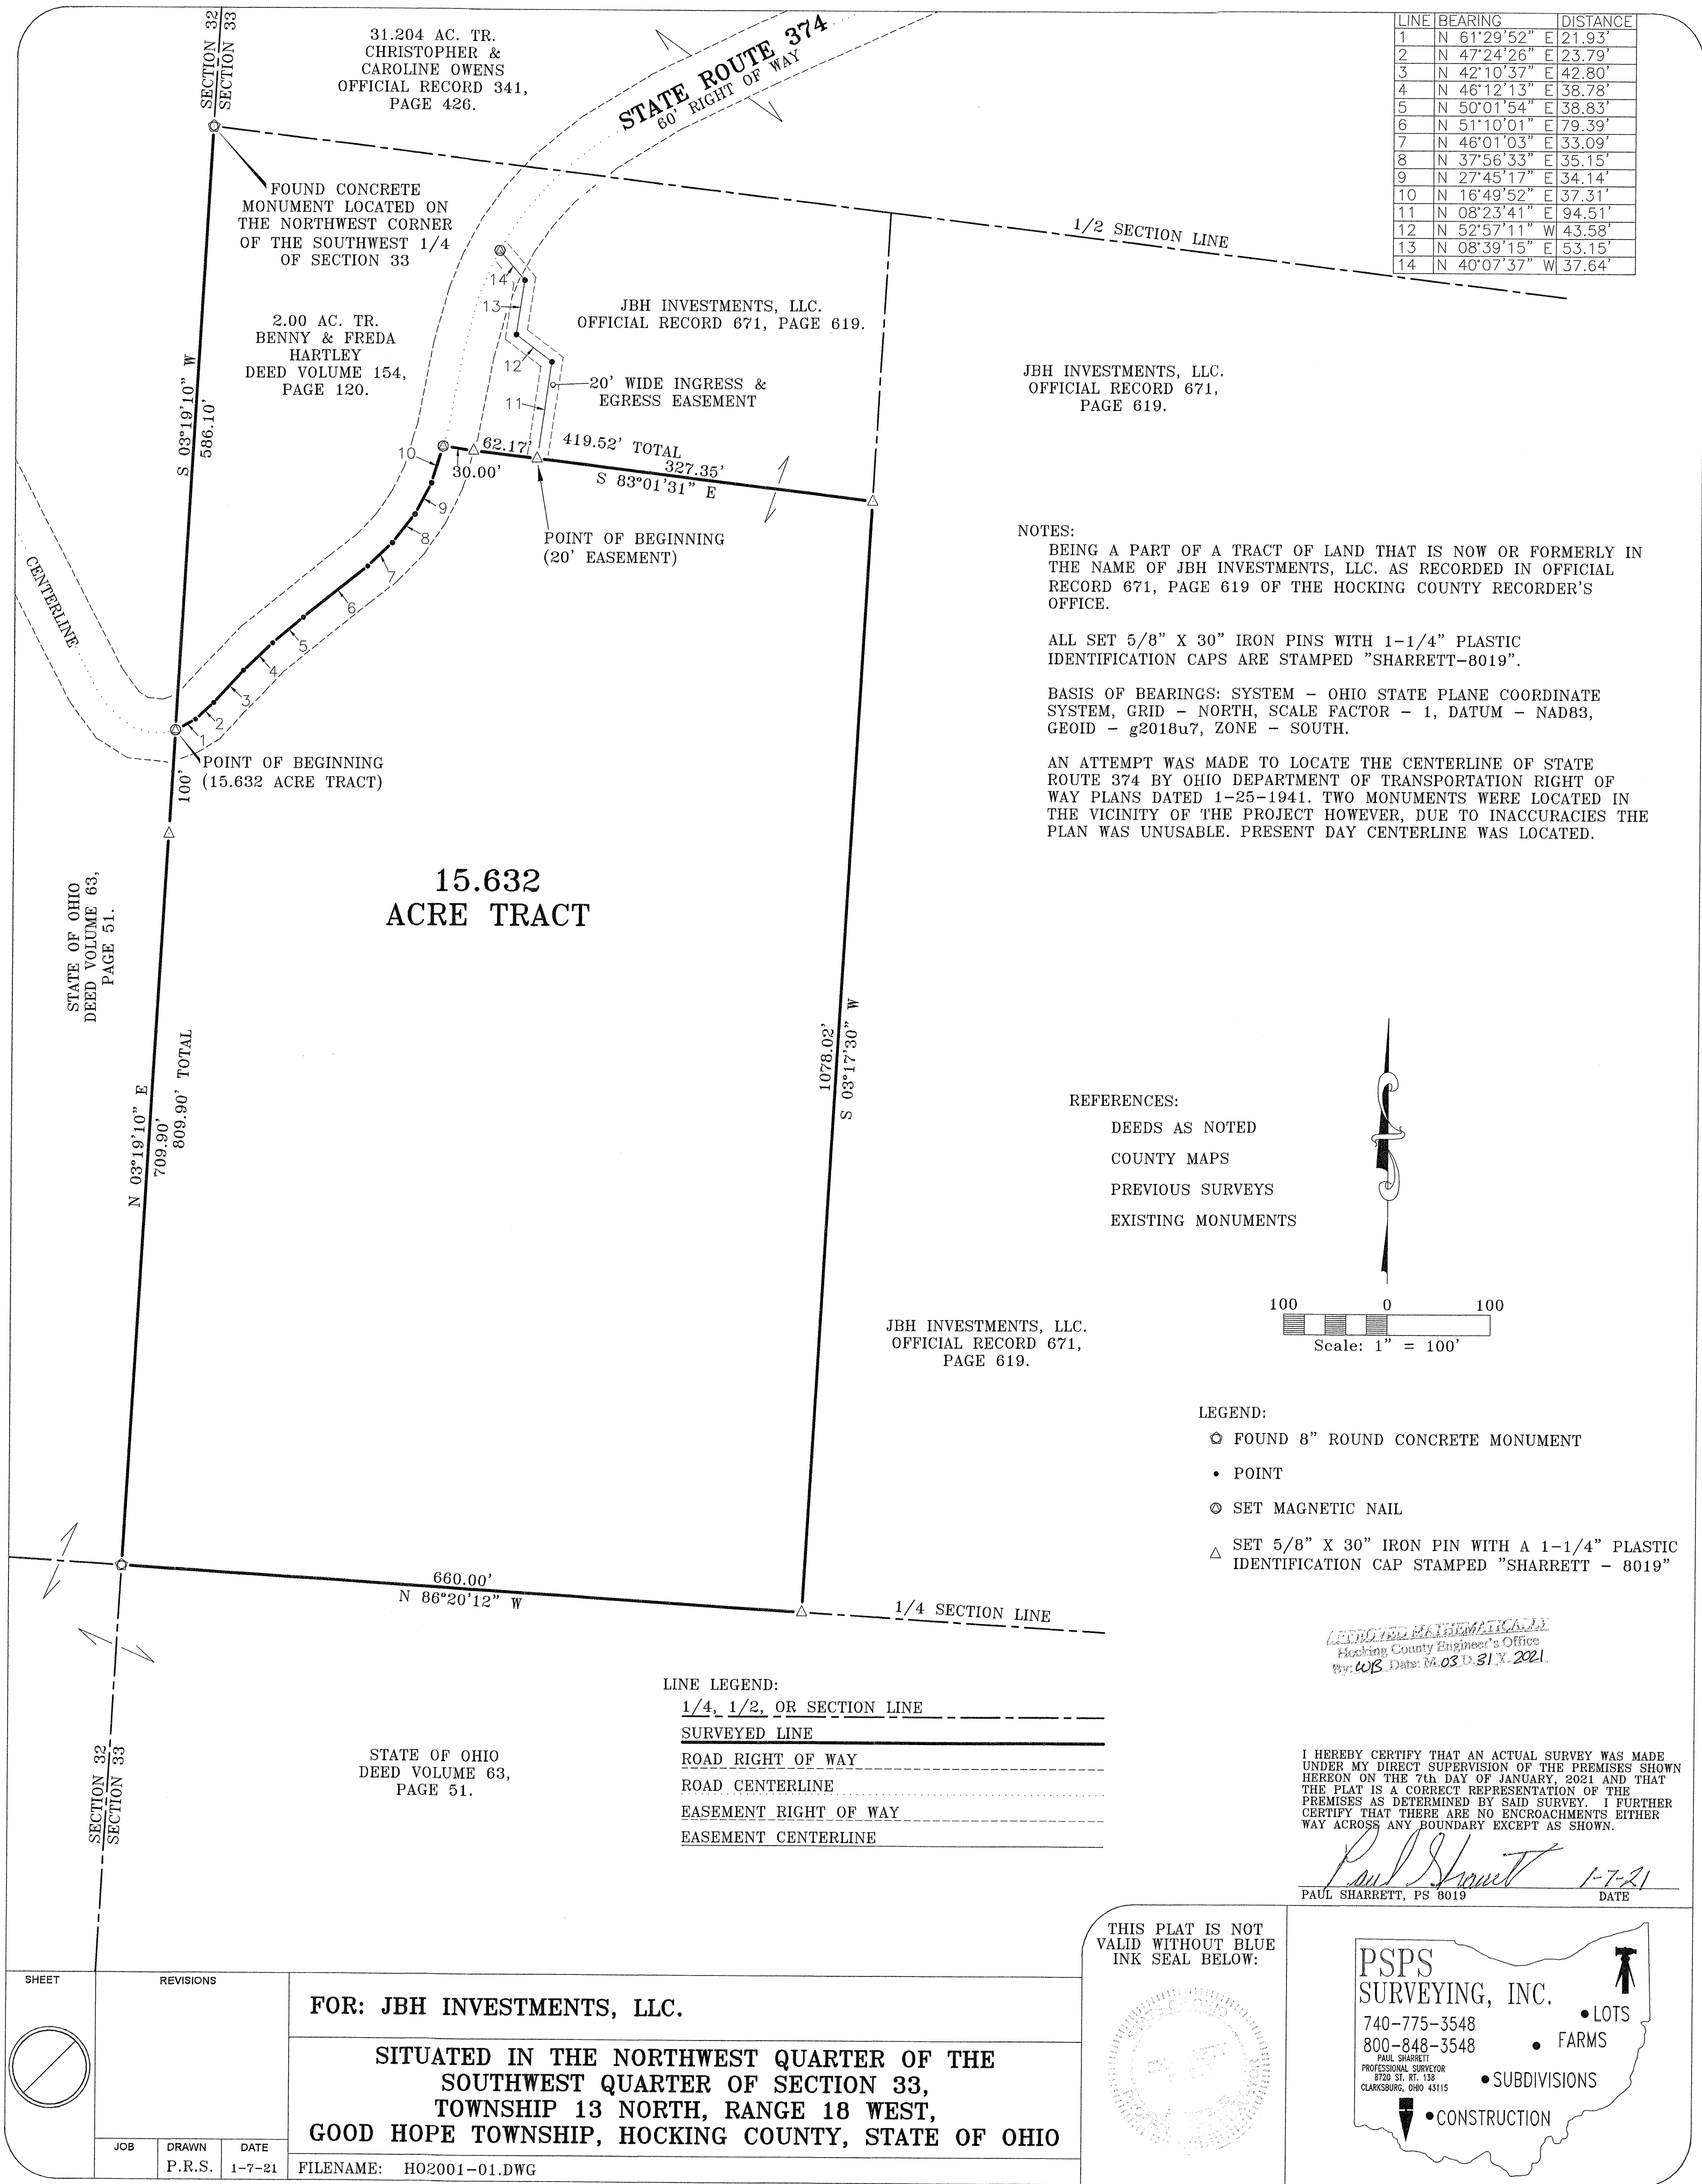 SECTION 32
SECTION 33
31.204 AC. TR.
CHRISTOPHER &
CAROLINE OWENS
OFFICIAL RECORD 341,
PAGE 426.
STATE ROUTE 374
60' RIGHT OF WAY
LINE BEARING DISTANCE
1 N 61°29'52" E 21.93'
2 N 47°24'26" E 23.79'
3 N 42°10'37" E 42.80'
4 N 46°12'13" E 38.78'
5 N 50°01'54" E 38.83'
6 N 51°10'01" E 79.39'
7 N 46°01'03" E 33.09'
8 N 37°56'33" E 35.15'
9 N 27°45'17" E 34.14'
10 N 16°49'52" E 37.31'
11 N 08°23'41" E 94.51'
12 N 52°57'11" W 43.58'
13 N 08°39'15" E 53.15'
14 N 40°07'37" W 37.64'
FOUND CONCRETE
MONUMENT LOCATED ON
THE NORTHWEST CORNER
OF THE SOUTHWEST 1/4
OF SECTION 33
1/2 SECTION LINE
2.00 AC. TR.
BENNY & FREDA
HARTLEY
DEED VOLUME 154,
PAGE 120.
S 03°19'10" W
586.10'
14
13
12
11
JBH INVESTMENTS, LLC.
OFFICIAL RECORD 671, PAGE 619.
20' WIDE INGRESS &
EGRESS EASEMENT
JBH INVESTMENTS, LLC.
OFFICIAL RECORD 671,
PAGE 619.
62.17'
30.00'
419.52' TOTAL
327.35'
S 83°01'31" E
10
9
8
7
6
5
4
3
2
1
POINT OF BEGINNING
(20' EASEMENT)
CENTERLINE
POINT OF BEGINNING
(15.632 ACRE TRACT)
100'
NOTES:
BEING A PART OF A TRACT OF LAND THAT IS NOW OR FORMERLY IN
THE NAME OF JBH INVESTMENTS, LLC. AS RECORDED IN OFFICIAL
RECORD 671, PAGE 619 OF THE HOCKING COUNTY RECORDER'S
OFFICE.
ALL SET 5/8" X 30" IRON PINS WITH 1-1/4" PLASTIC
IDENTIFICATION CAPS ARE STAMPED "SHARRETT-8019".
BASIS OF BEARINGS: SYSTEM - OHIO STATE PLANE COORDINATE
SYSTEM, GRID - NORTH, SCALE FACTOR - 1, DATUM - NAD83,
GEOID - g2018u7, ZONE - SOUTH.
AN ATTEMPT WAS MADE TO LOCATE THE CENTERLINE OF STATE
ROUTE 374 BY OHIO DEPARTMENT OF TRANSPORTATION RIGHT OF
WAY PLANS DATED 1-25-1941. TWO MONUMENTS WERE LOCATED IN
THE VICINITY OF THE PROJECT HOWEVER, DUE TO INACCURACIES THE
PLAN WAS UNUSABLE. PRESENT DAY CENTERLINE WAS LOCATED.
15.632
ACRE TRACT
STATE OF OHIO
DEED VOLUME 63,
PAGE 51.
N 03°19'10" E
709.90'
809.90' TOTAL
1078.02'
S 03°17'30" W
REFERENCES:
DEEDS AS NOTED
COUNTY MAPS
PREVIOUS SURVEYS
EXISTING MONUMENTS
100 0 100
Scale: 1" = 100'
JBH INVESTMENTS, LLC.
OFFICIAL RECORD 671,
PAGE 619.
LEGEND:
FOUND 8" ROUND CONCRETE MONUMENT
POINT
SET MAGNETIC NAIL
SET 5/8" X 30" IRON PIN WITH A 1-1/4" PLASTIC
IDENTIFICATION CAP STAMPED "SHARRETT - 8019"
660.00'
N 86°20'12" W
1/4 SECTION LINE
APPROVED MATHEMATICALLY
Hocking County Engineer's Office
By: WB Date: M.03 D.31 Y.2021
LINE LEGEND:
1/4, 1/2, OR SECTION LINE
SURVEYED LINE
ROAD RIGHT OF WAY
ROAD CENTERLINE
EASEMENT RIGHT OF WAY
EASEMENT CENTERLINE
SECTION 32
SECTION 33
STATE OF OHIO
DEED VOLUME 63,
PAGE 51.
I HEREBY CERTIFY THAT AN ACTUAL SURVEY WAS MADE
UNDER MY DIRECT SUPERVISION OF THE PREMISES SHOWN
HEREON ON THE 7th DAY OF JANUARY, 2021 AND THAT
THE PLAT IS A CORRECT REPRESENTATION OF THE
PREMISES AS DETERMINED BY SAID SURVEY. I FURTHER
CERTIFY THAT THERE ARE NO ENCROACHMENTS EITHER
WAY ACROSS ANY BOUNDARY EXCEPT AS SHOWN.
Paul Sharrett 1-7-21
PAUL SHARRETT, PS 8019 DATE
SHEET
REVISIONS
JOB DRAWN DATE
P.R.S. 1-7-21
FOR: JBH INVESTMENTS, LLC.
SITUATED IN THE NORTHWEST QUARTER OF THE
SOUTHWEST QUARTER OF SECTION 33,
TOWNSHIP 13 NORTH, RANGE 18 WEST,
GOOD HOPE TOWNSHIP, HOCKING COUNTY, STATE OF OHIO
FILENAME: HO2001-01.DWG
THIS PLAT IS NOT
VALID WITHOUT BLUE
INK SEAL BELOW:
PSPS
SURVEYING, INC.
740-775-3548
800-848-3548
PAUL SHARRETT
PROFESSIONAL SURVEYOR
8720 ST. RT. 138
CLARKSBURG, OHIO 43115
LOTS
FARMS
SUBDIVISIONS
CONSTRUCTION